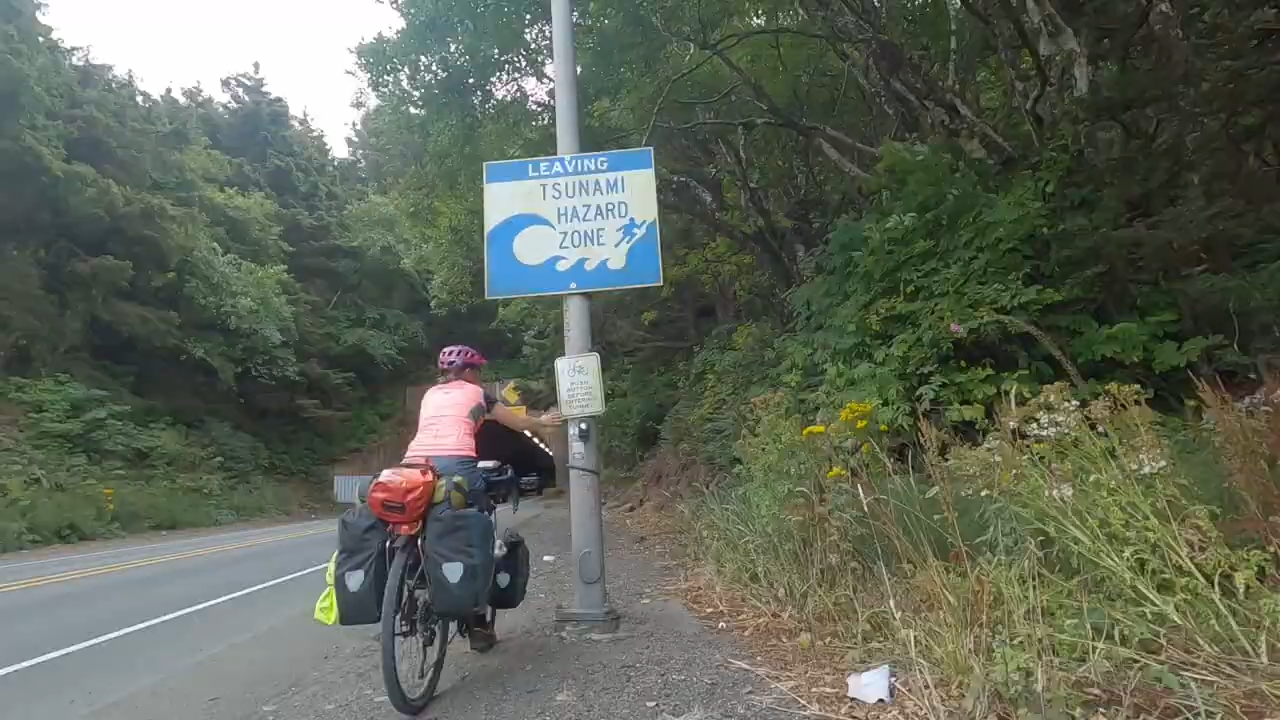 LEAVING
TSUNAMI
HAZARD
ZONE
PUSH
BUTTON
BEFORE
ENTERING
TUNNEL